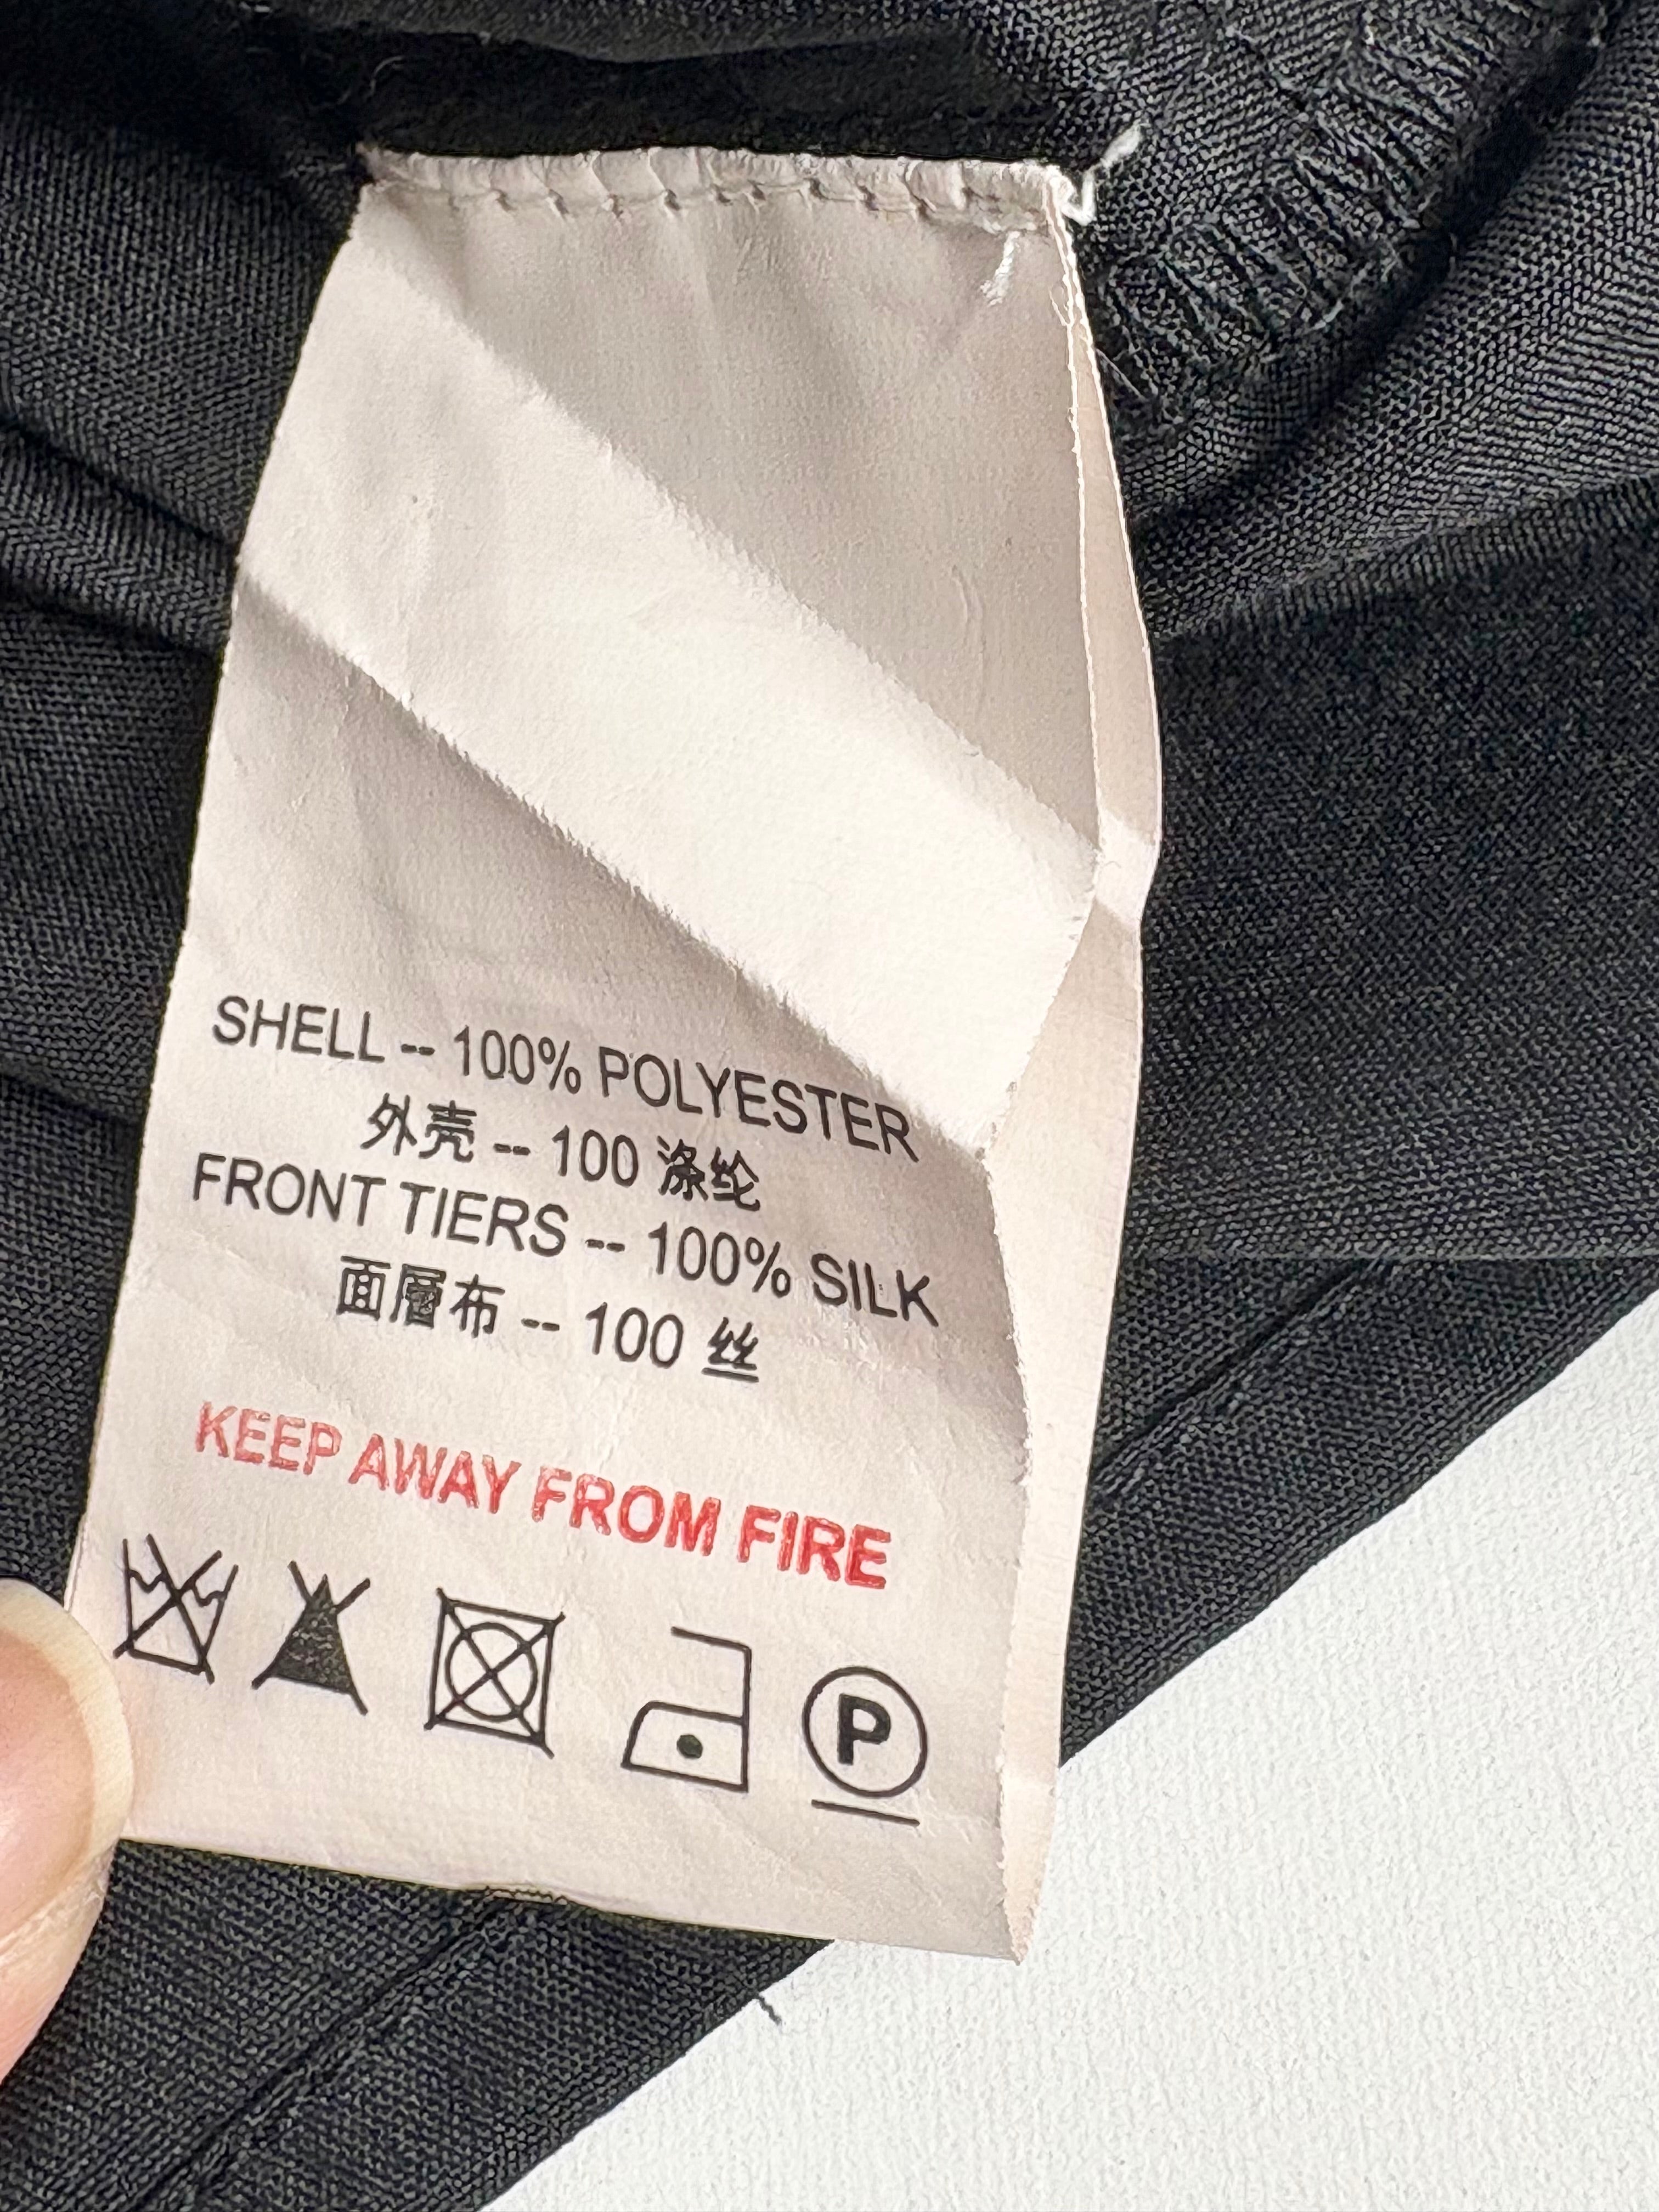 SHELL -- 100% POLYESTER
外壳 -- 100 涤纶
FRONT TIERS -- 100% SILK
面層布 -- 100 丝
KEEP AWAY FROM FIRE
P